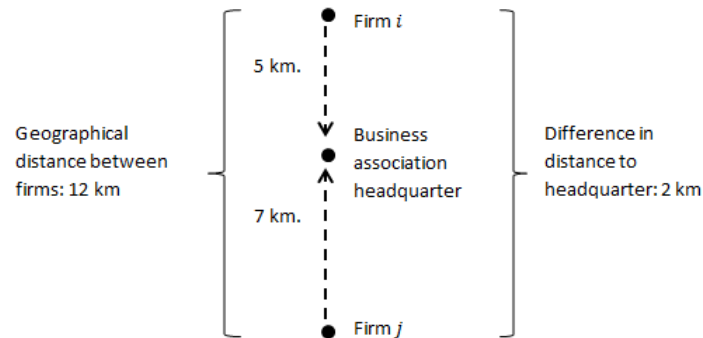 Firm i
5 km.
Geographical
distance between
firms: 12 km
Business
association
headquarter
Difference in
distance to
headquarter: 2 km
7 km.
Firm j